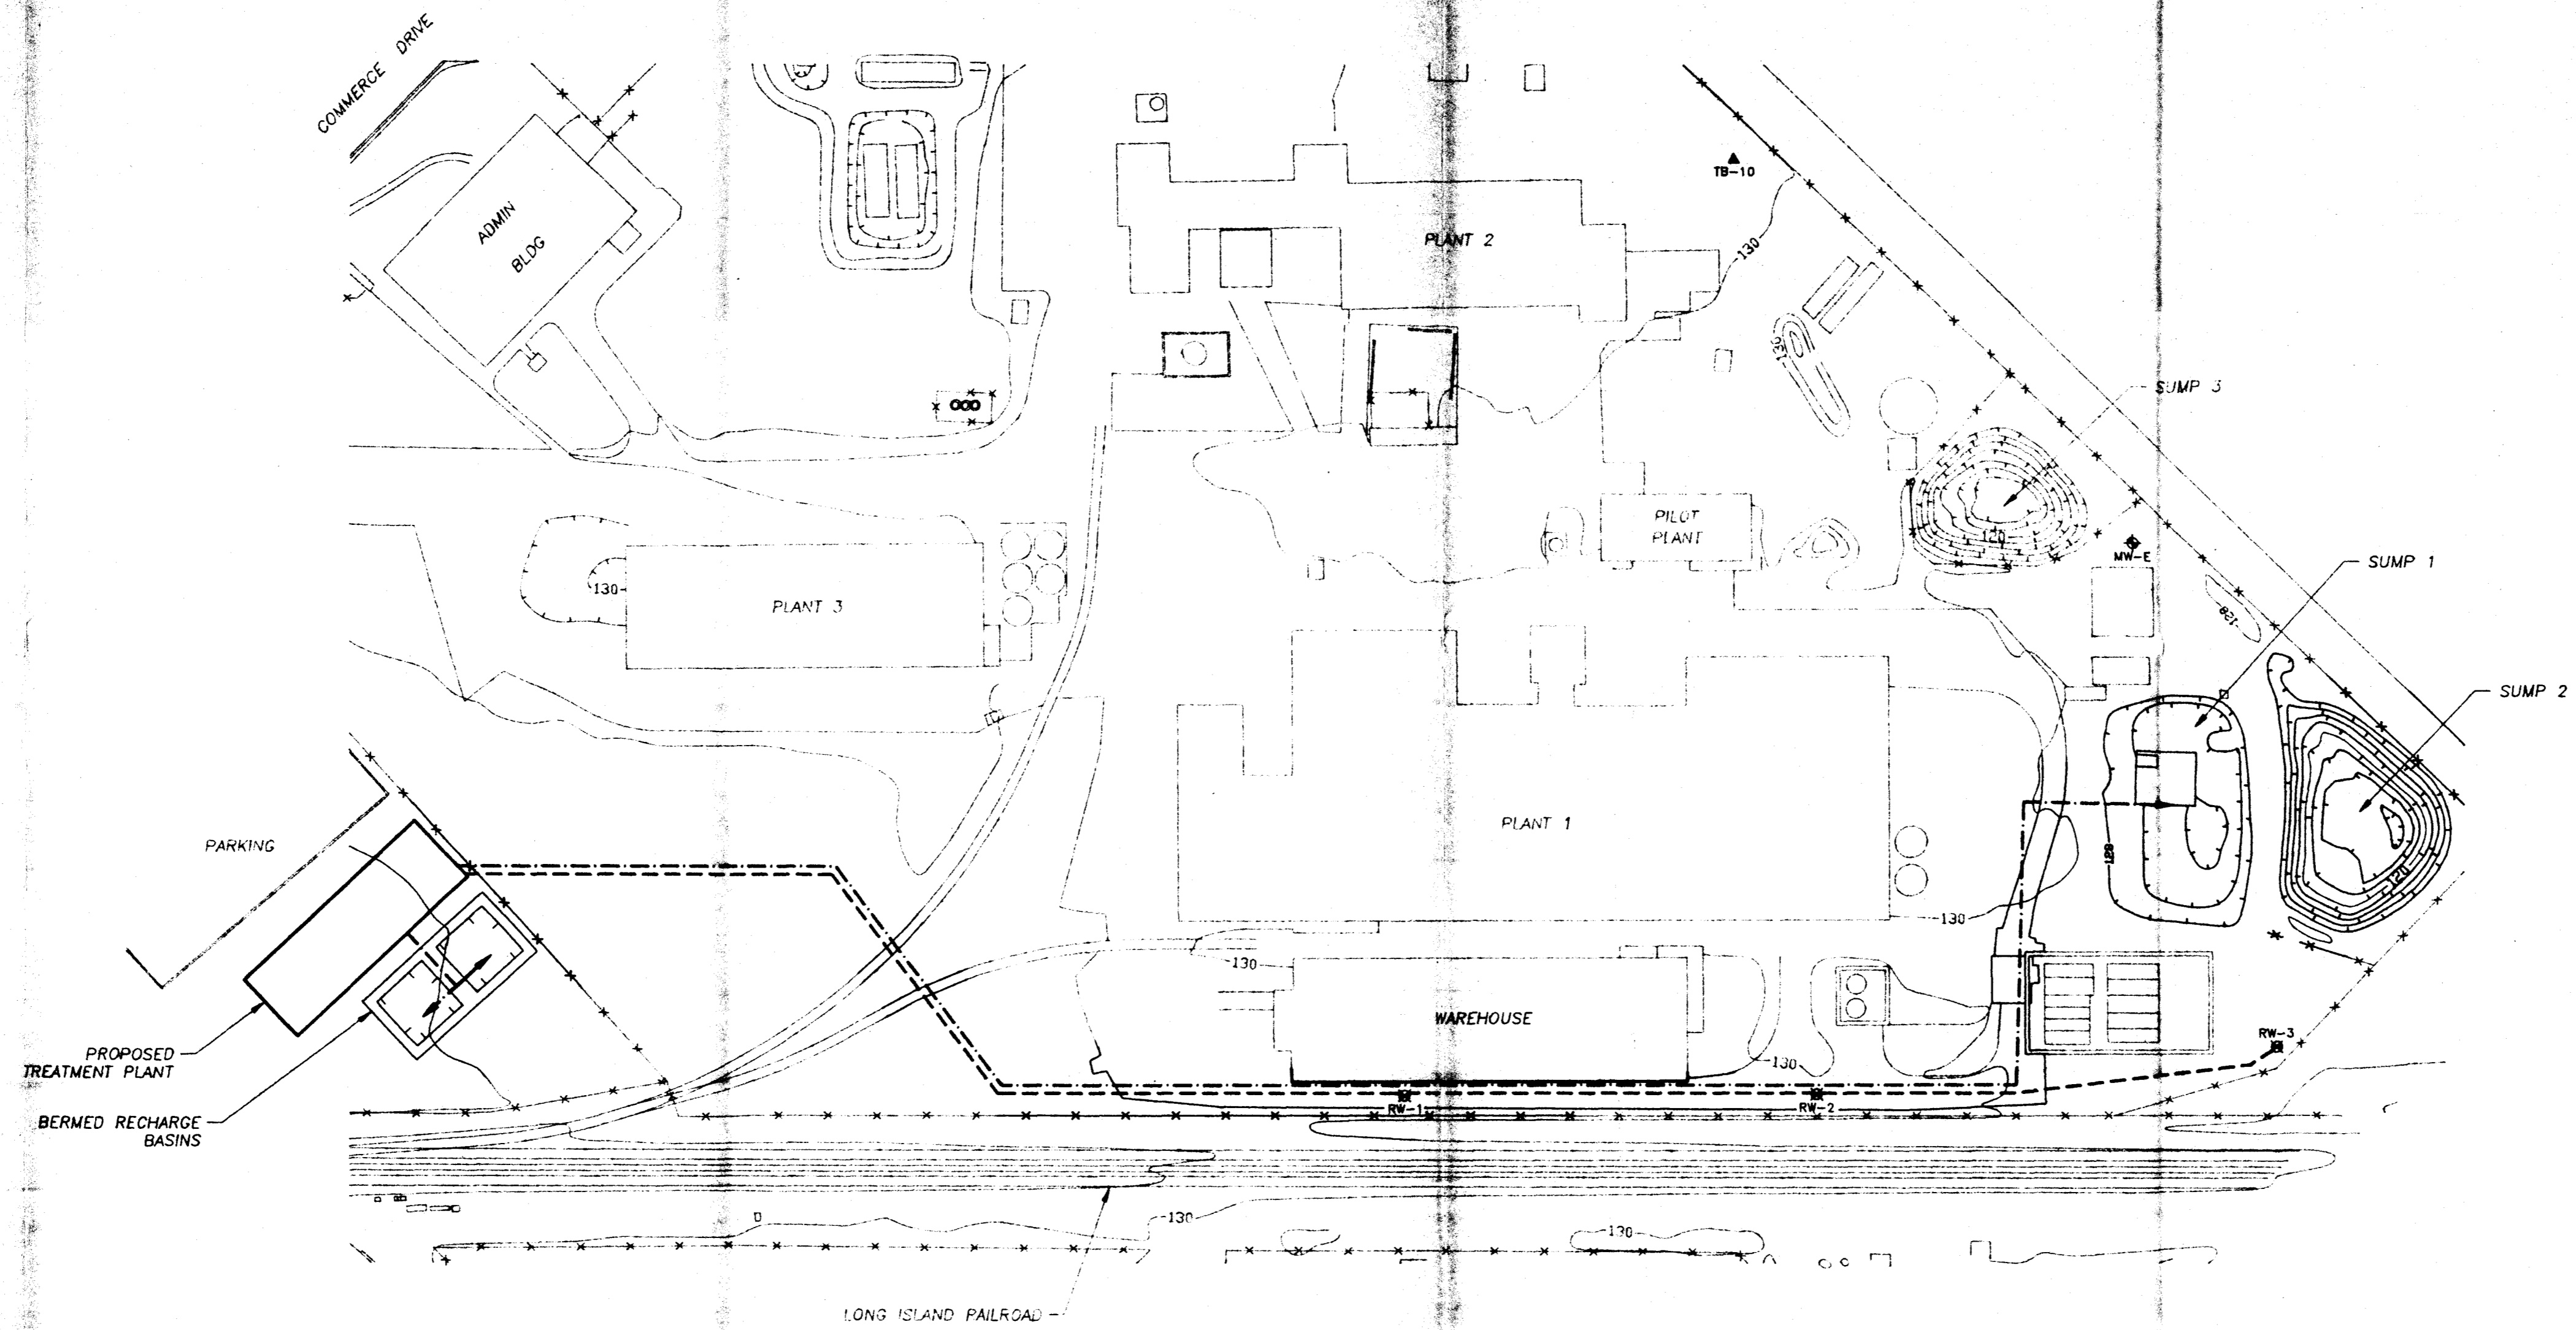 COMMERCE DRIVE
ADMIN
BLDG
TB-10
PLANT 2
-130-
130
SUMP 3
PILOT
PLANT
120
MW-E
SUMP 1
128
-130-
PLANT 3
SUMP 2
PLANT 1
PARKING
128
120
-130-
-130-
WAREHOUSE
RW-3
PROPOSED
TREATMENT PLANT
-130-
RW-1
RW-2
BERMED RECHARGE
BASINS
-130-
-130-
LONG ISLAND RAILROAD